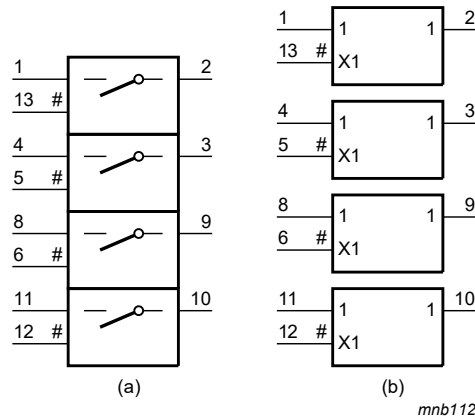 1 2
13 #
4 3
5 #
8 9
6 #
11 10
12 #
(a)
1 1 1 2
13 # X1
4 1 1 3
5 # X1
8 1 1 9
6 # X1
11 1 1 10
12 # X1
(b)
mnb112